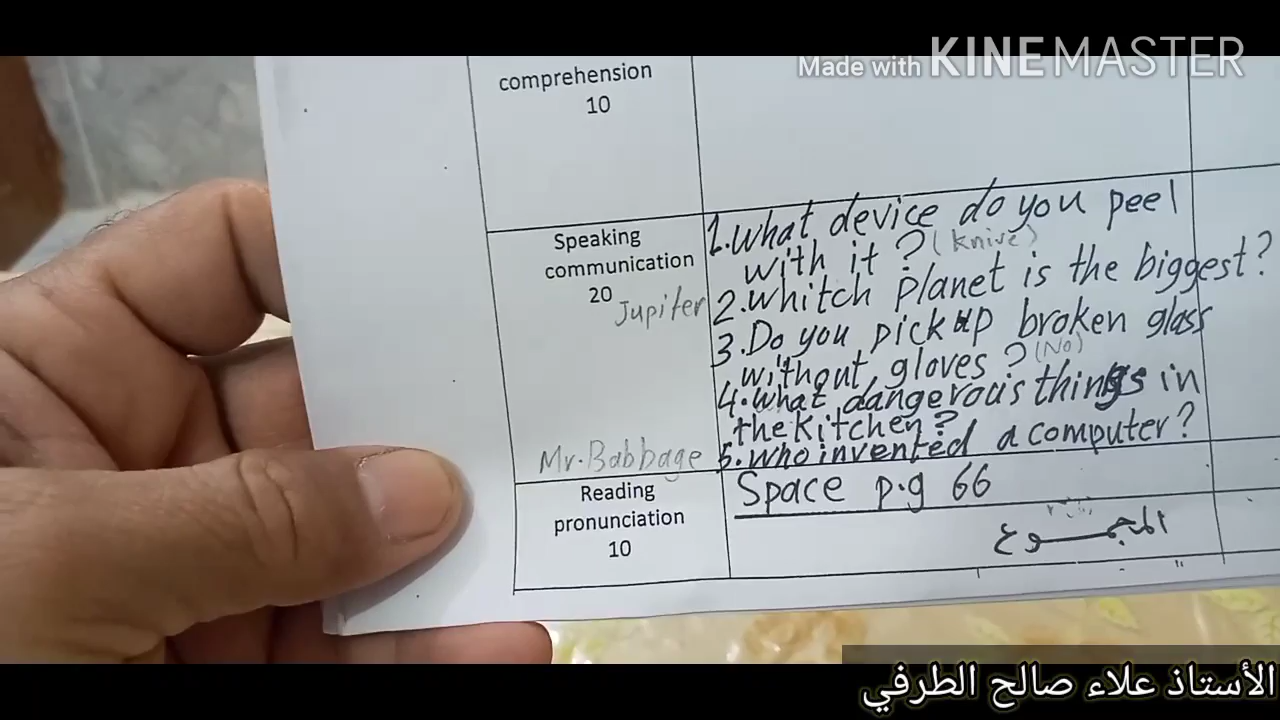 Made with KINEMASTER
comprehension
10
Speaking
communication
20
Jupiter
Mr. Babbage
1. What device do you peel
with it? (Knive)
2. Whitch planet is the biggest?
3. Do you pick up broken glass
without gloves? (No)
4. what dangerous things in
the kitchen?
5. who invented a computer?
Reading
pronunciation
10
Space p.g 66
المجموع
الأستاذ علاء صالح الطرفي